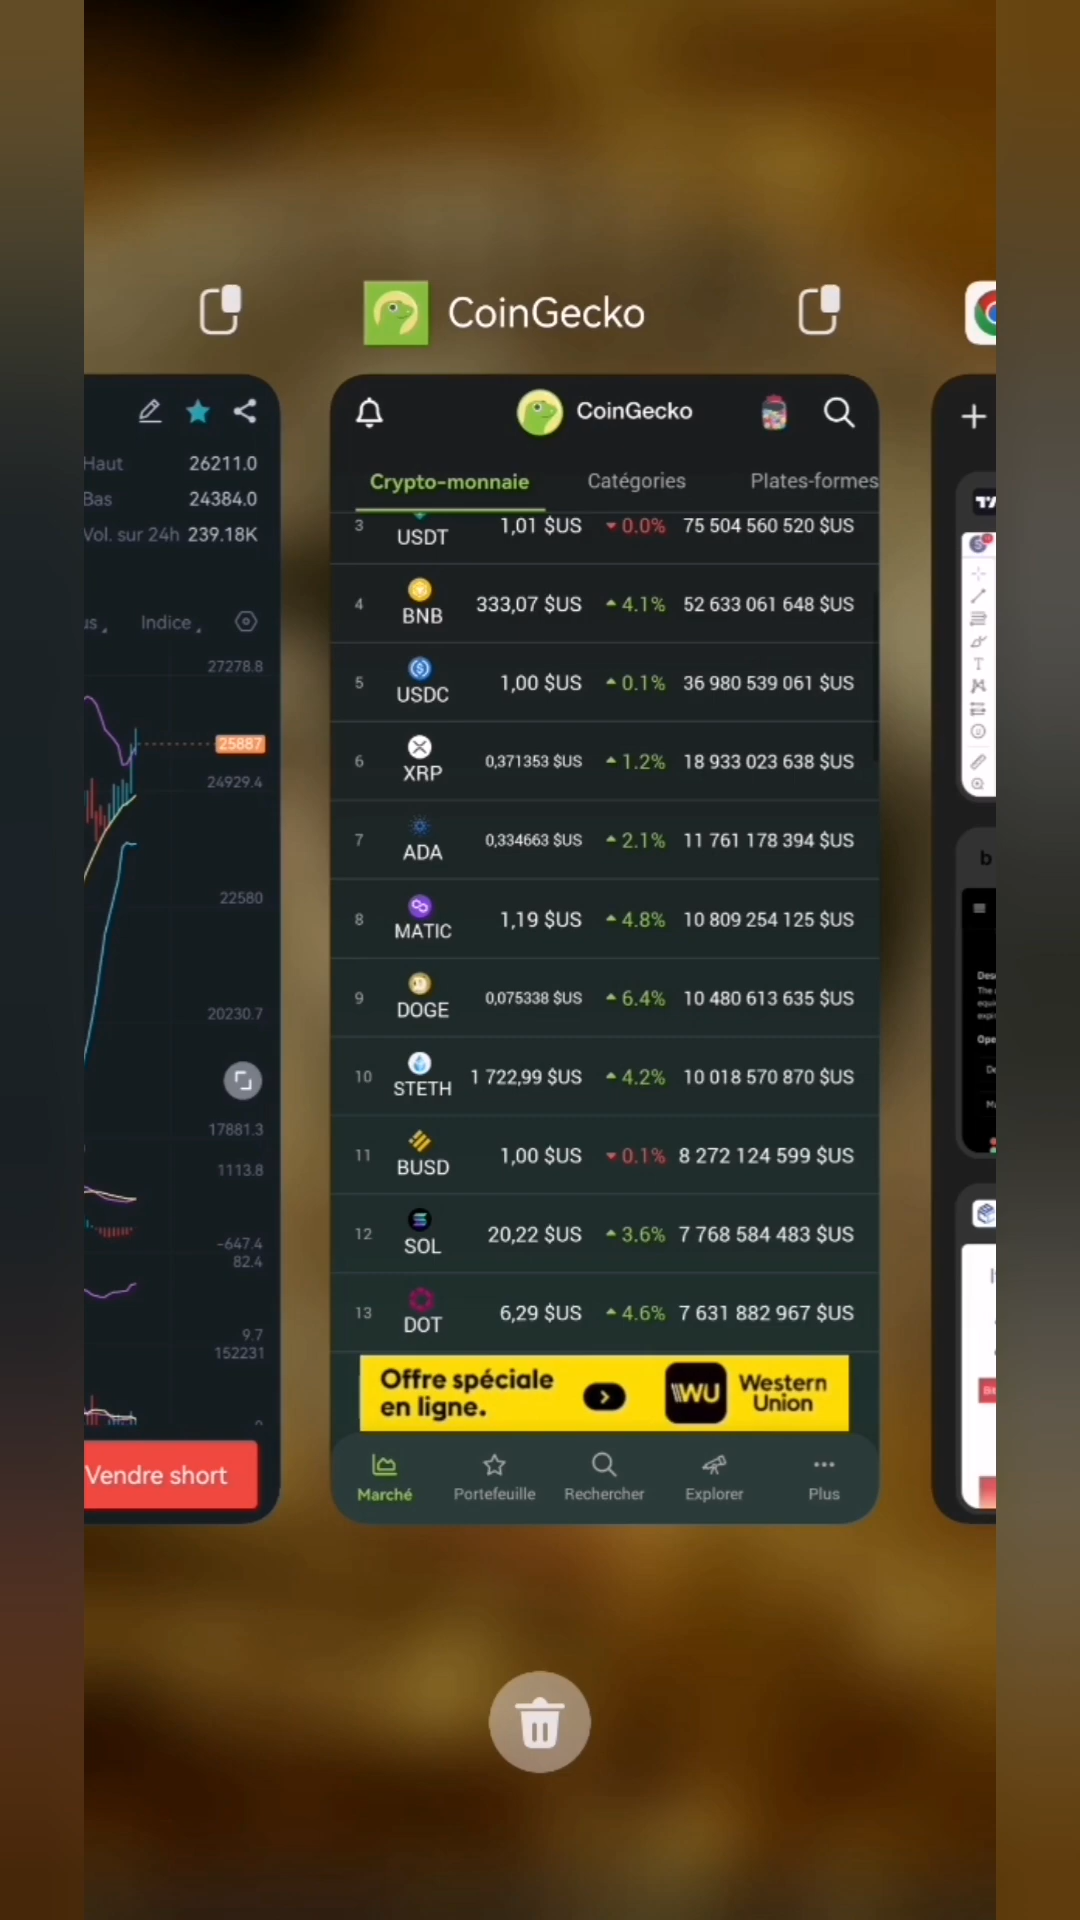 CoinGecko
Haut 26211.0
Bas 24384.0
Vol. sur 24h 239.18K
Indice
27278.8
25887
24929.4
22580
20230.7
17881.3
1113.8
-647.4
82.4
9.7
152231
Vendre short
CoinGecko
Crypto-monnaie Catégories Plates-formes
3 USDT 1,01 $US 0.0% 75 504 560 520 $US
4 BNB 333,07 $US 4.1% 52 633 061 648 $US
5 USDC 1,00 $US 0.1% 36 980 539 061 $US
6 XRP 0,371353 $US 1.2% 18 933 023 638 $US
7 ADA 0,334663 $US 2.1% 11 761 178 394 $US
8 MATIC 1,19 $US 4.8% 10 809 254 125 $US
9 DOGE 0,075338 $US 6.4% 10 480 613 635 $US
10 STETH 1 722,99 $US 4.2% 10 018 570 870 $US
11 BUSD 1,00 $US 0.1% 8 272 124 599 $US
12 SOL 20,22 $US 3.6% 7 768 584 483 $US
13 DOT 6,29 $US 4.6% 7 631 882 967 $US
Offre spéciale
en ligne.
WU
Western
Union
Marché Portefeuille Rechercher Explorer Plus